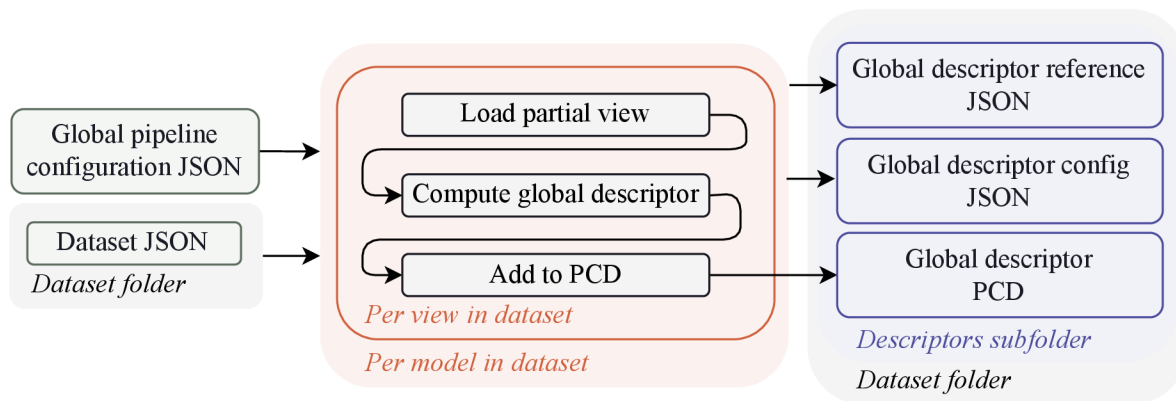 Global pipeline
configuration JSON
Dataset JSON
Dataset folder
Load partial view
Compute global descriptor
Add to PCD
Per view in dataset
Per model in dataset
Global descriptor reference
JSON
Global descriptor config
JSON
Global descriptor
PCD
Descriptors subfolder
Dataset folder